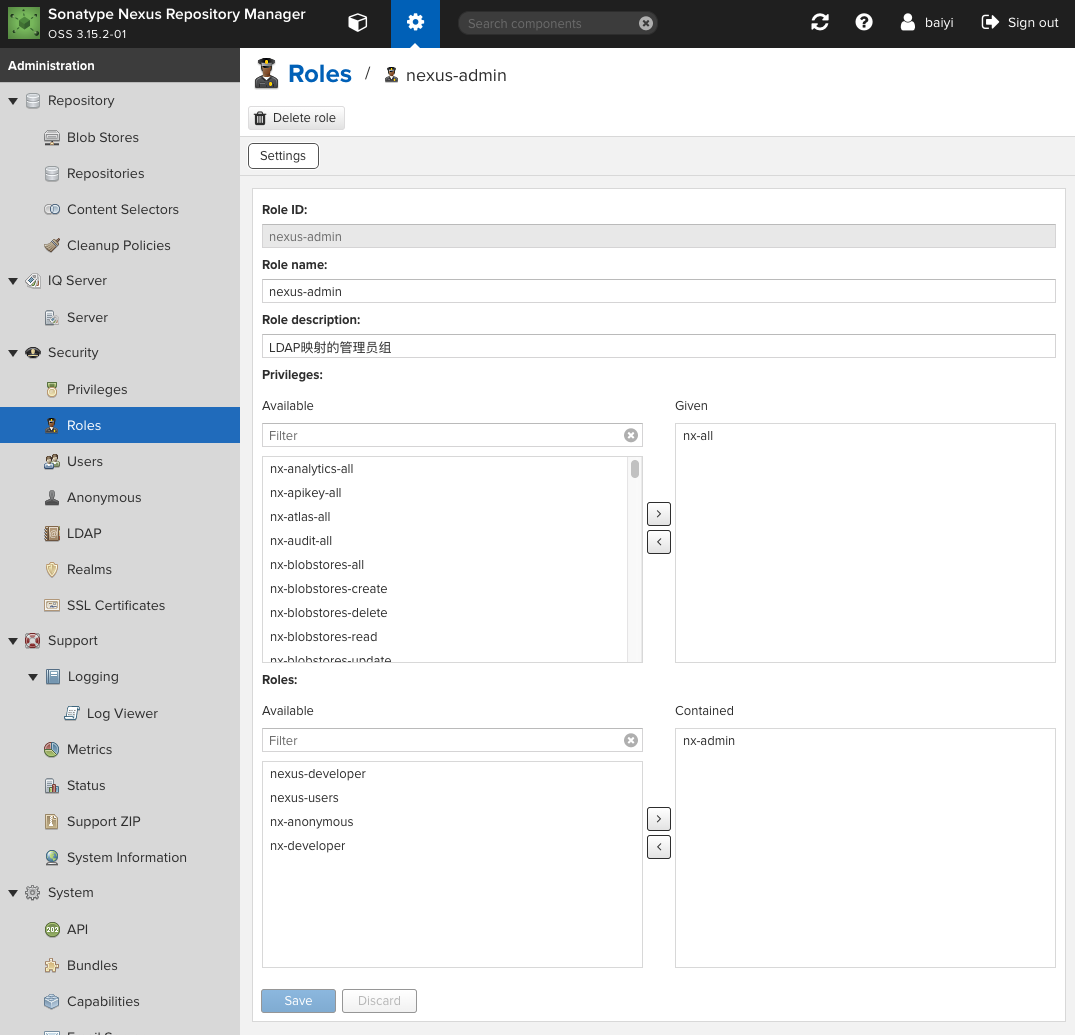 Sonatype Nexus Repository Manager
OSS 3.15.2-01
Search components
baiyi
Sign out
Administration
Repository
Blob Stores
Repositories
Content Selectors
Cleanup Policies
IQ Server
Server
Security
Privileges
Roles
Users
Anonymous
LDAP
Realms
SSL Certificates
Support
Logging
Log Viewer
Metrics
Status
Support ZIP
System Information
System
API
Bundles
Capabilities
Roles / nexus-admin
Delete role
Settings
Role ID:
nexus-admin
Role name:
nexus-admin
Role description:
LDAP映射的管理员组
Privileges:
Available
Given
Filter
nx-all
nx-analytics-all
nx-apikey-all
nx-atlas-all
nx-audit-all
nx-blobstores-all
nx-blobstores-create
nx-blobstores-delete
nx-blobstores-read
nx-blobstores-update
Roles:
Available
Contained
Filter
nx-admin
nexus-developer
nexus-users
nx-anonymous
nx-developer
Save
Discard